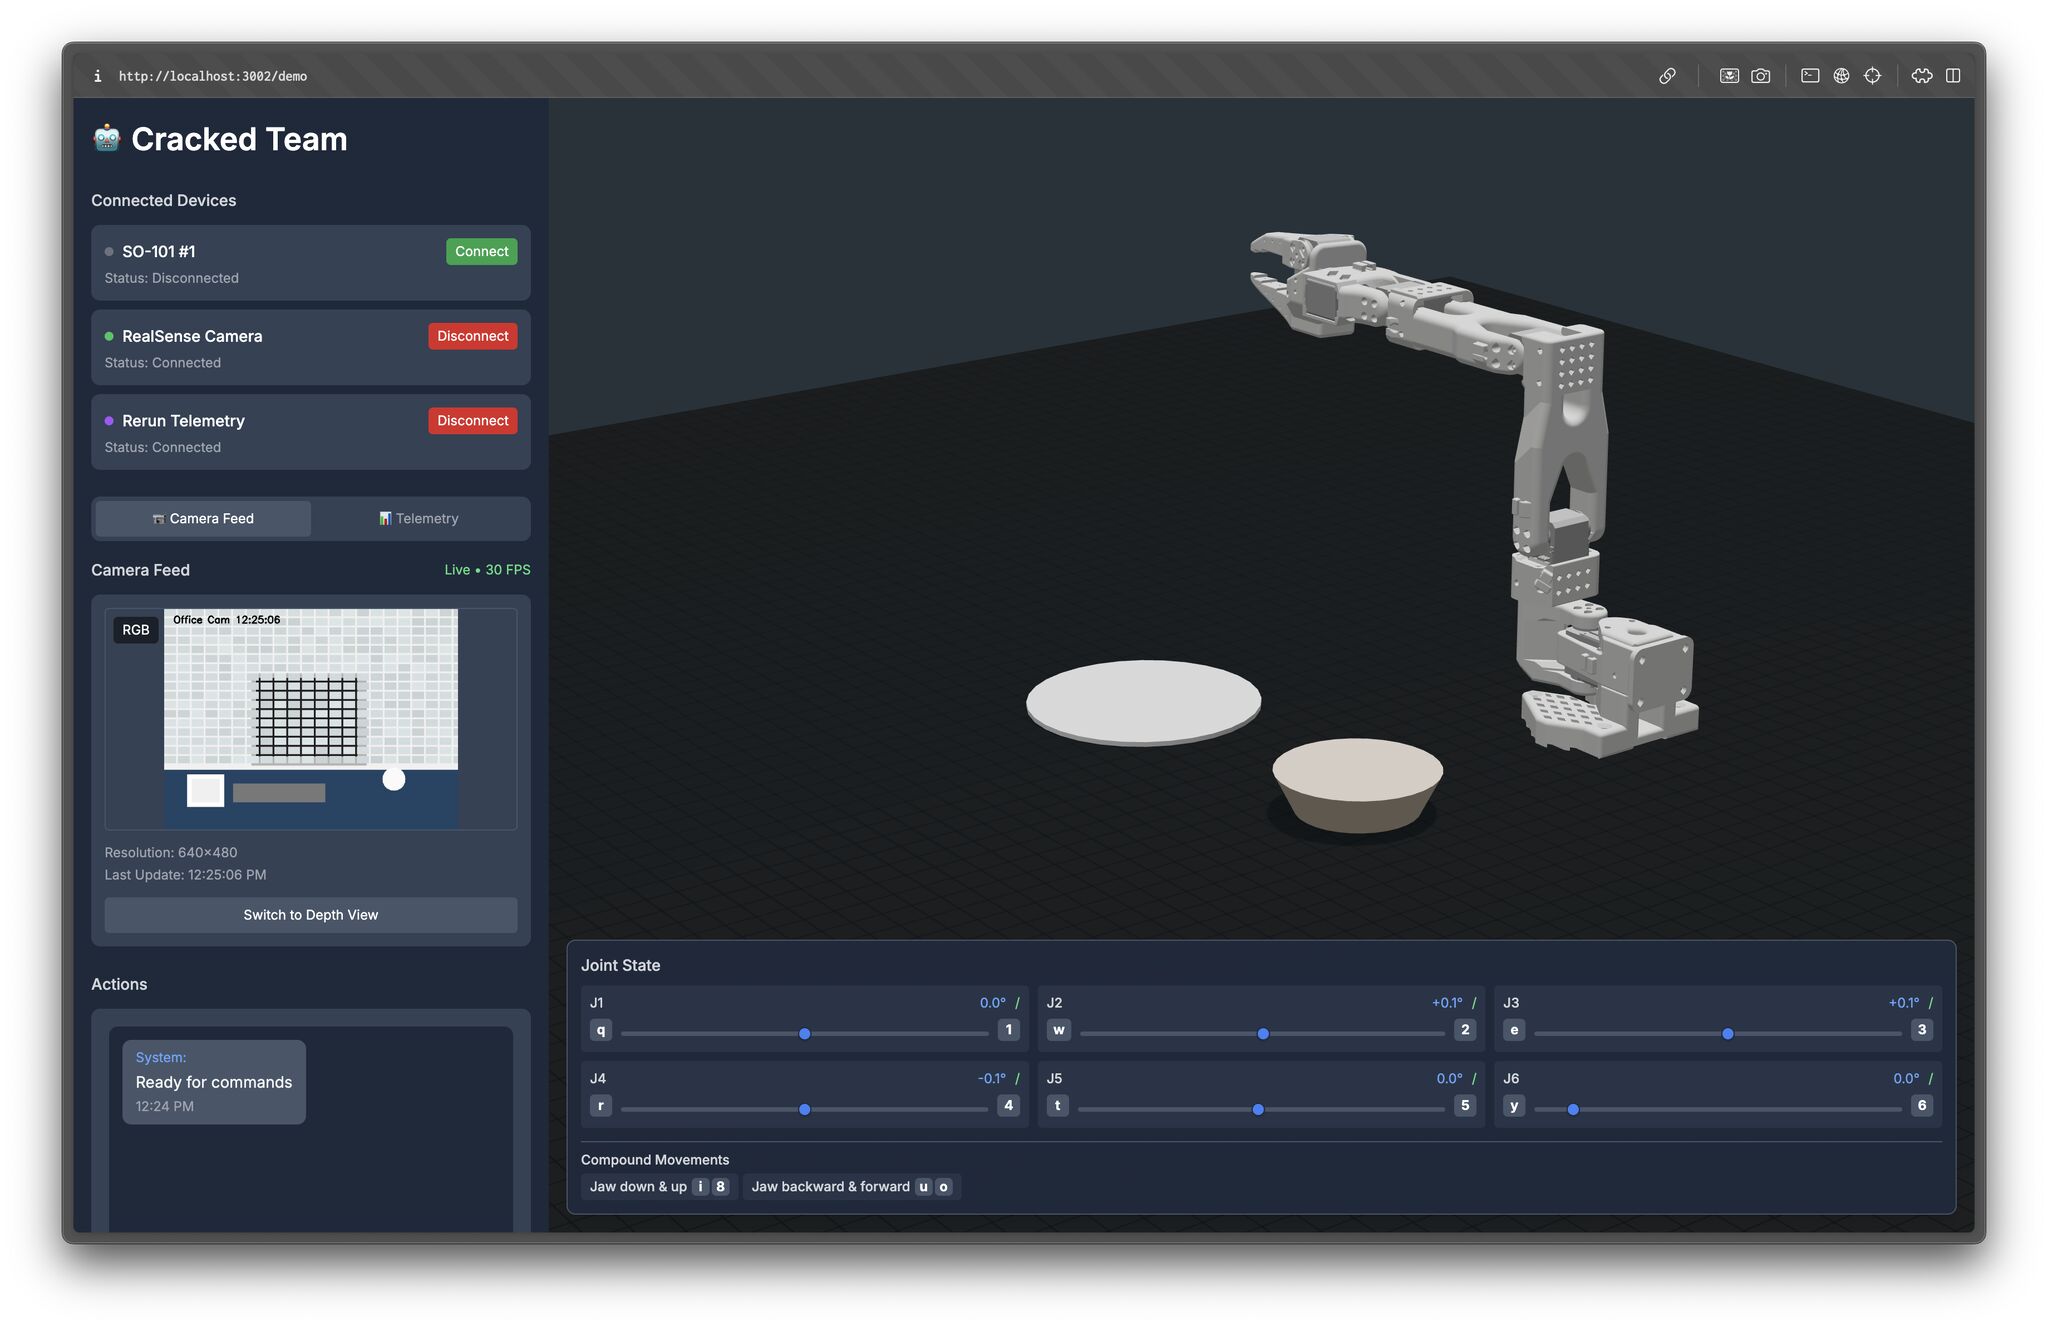 i http://localhost:3002/demo
🤖 Cracked Team
Connected Devices
SO-101 #1
Connect
Status: Disconnected
RealSense Camera
Disconnect
Status: Connected
Rerun Telemetry
Disconnect
Status: Connected
Camera Feed
Telemetry
Camera Feed
Live • 30 FPS
RGB
Office Cam 12:25:06
Resolution: 640×480
Last Update: 12:25:06 PM
Switch to Depth View
Actions
System:
Ready for commands
12:24 PM
Joint State
J1 0.0° /
q 1
J2 +0.1° /
w 2
J3 +0.1° /
e 3
J4 -0.1° /
r 4
J5 0.0° /
t 5
J6 0.0° /
y 6
Compound Movements
Jaw down & up i 8
Jaw backward & forward u o